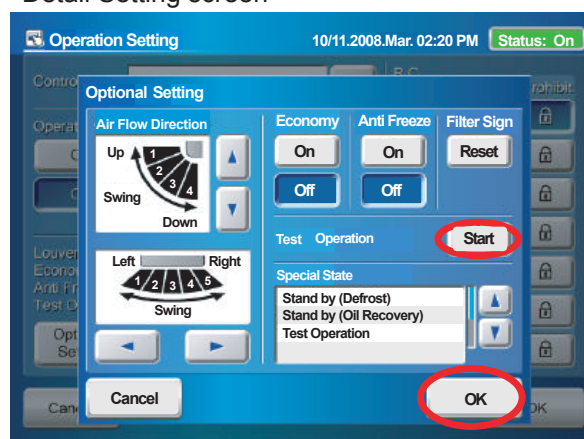 Detail Setting screen
Operation Setting 10/11.2008.Mar. 02:20 PM Status: On
Optional Setting
Air Flow Direction
Up
1
2
3
4
Swing
Down
Left Right
1 2 3 4 5
Swing
Economy Anti Freeze Filter Sign
On On Reset
Off Off
Test Operation Start
Special State
Stand by (Defrost)
Stand by (Oil Recovery)
Test Operation
Cancel OK